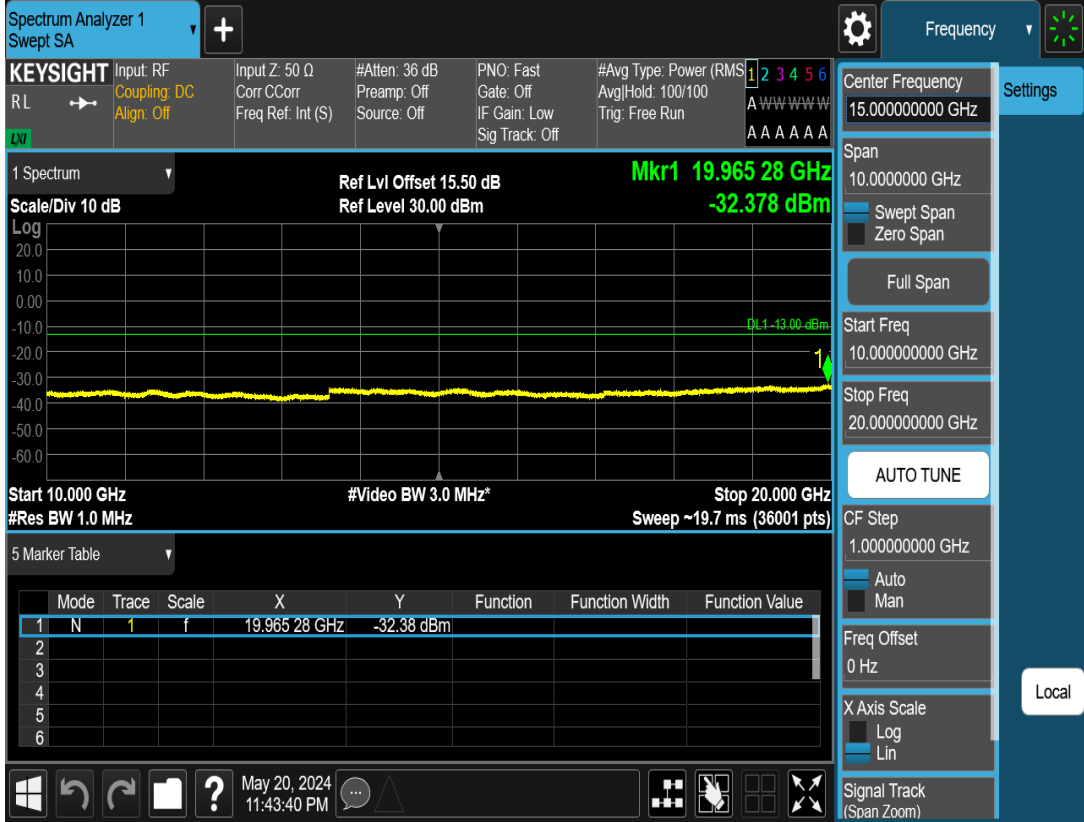 Spectrum Analyzer 1
Swept SA
+
Frequency
KEYSIGHT
RL
LXI
Input: RF
Coupling: DC
Align: Off
Input Z: 50 Ω
Corr CCorr
Freq Ref: Int (S)
#Atten: 36 dB
Preamp: Off
Source: Off
PNO: Fast
Gate: Off
IF Gain: Low
Sig Track: Off
#Avg Type: Power (RMS
Avg|Hold: 100/100
Trig: Free Run
1 2 3 4 5 6
A W W W W W
A A A A A A
1 Spectrum
Scale/Div 10 dB
Ref Lvl Offset 15.50 dB
Ref Level 30.00 dBm
Mkr1 19.965 28 GHz
-32.378 dBm
Log
20.0
10.0
0.00
-10.0
-20.0
-30.0
-40.0
-50.0
-60.0
DL1 -13.00 dBm
1
Start 10.000 GHz
#Res BW 1.0 MHz
#Video BW 3.0 MHz*
Stop 20.000 GHz
Sweep ~19.7 ms (36001 pts)
5 Marker Table
Mode Trace Scale X Y Function Function Width Function Value
1 N 1 f 19.965 28 GHz -32.38 dBm
2
3
4
5
6
?
May 20, 2024
11:43:40 PM
Center Frequency
15.000000000 GHz
Settings
Span
10.0000000 GHz
Swept Span
Zero Span
Full Span
Start Freq
10.000000000 GHz
Stop Freq
20.000000000 GHz
AUTO TUNE
CF Step
1.000000000 GHz
Auto
Man
Freq Offset
0 Hz
Local
X Axis Scale
Log
Lin
Signal Track
(Span Zoom)